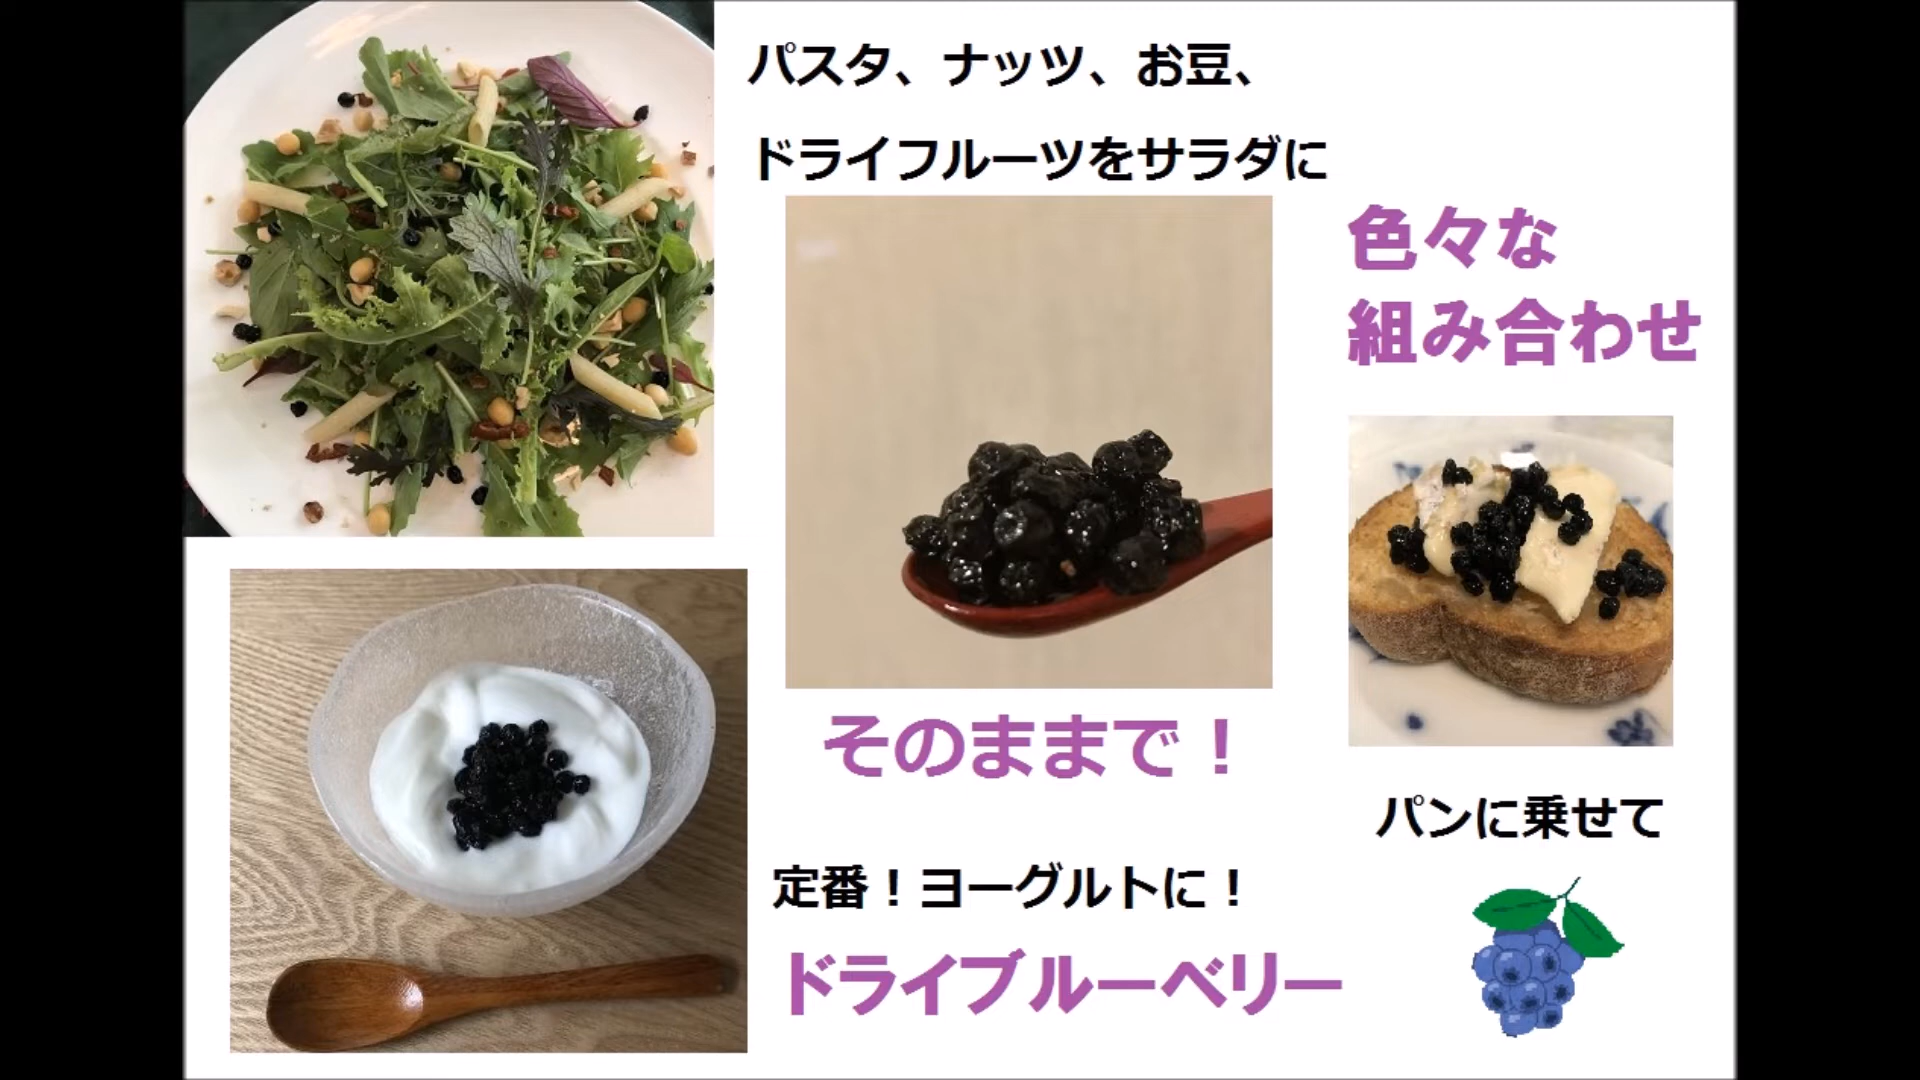 パスタ、ナッツ、お豆、
ドライフルーツをサラダに
色々な
組み合わせ
そのままで！
パンに乗せて
定番！ヨーグルトに！
ドライブルーベリー